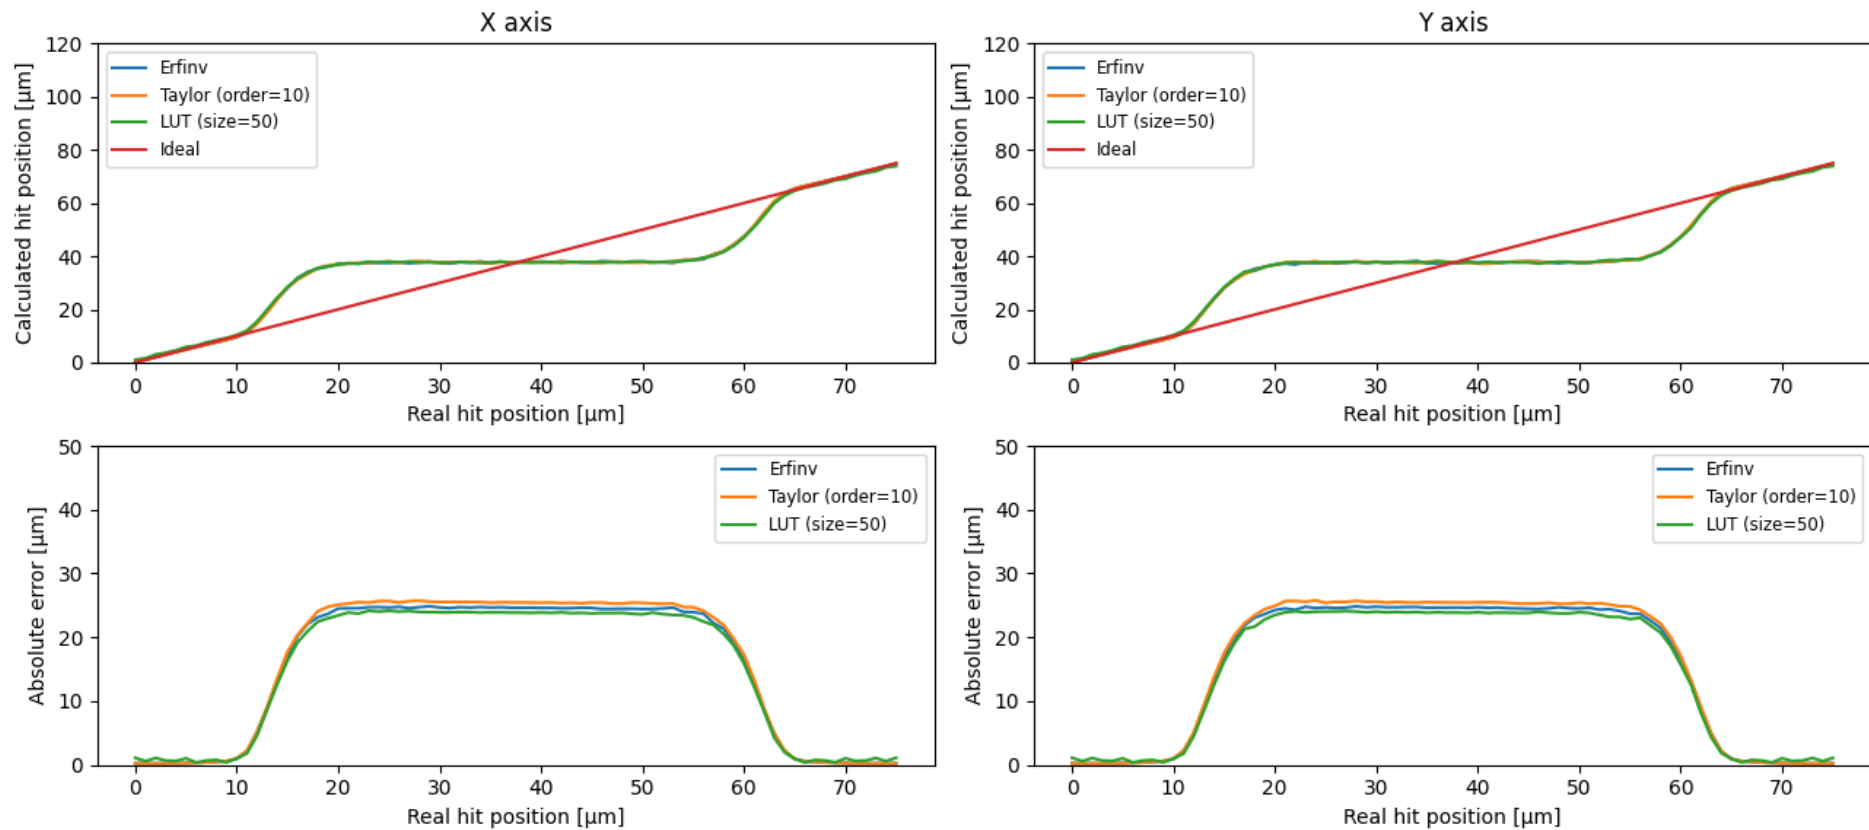 X axis
120
100
80
60
40
20
0
Calculated hit position [µm]
Erfinv
Taylor (order=10)
LUT (size=50)
Ideal
0 10 20 30 40 50 60 70
Real hit position [µm]
Y axis
120
100
80
60
40
20
0
Calculated hit position [µm]
Erfinv
Taylor (order=10)
LUT (size=50)
Ideal
0 10 20 30 40 50 60 70
Real hit position [µm]
50
40
30
20
10
0
Absolute error [µm]
Erfinv
Taylor (order=10)
LUT (size=50)
0 10 20 30 40 50 60 70
Real hit position [µm]
50
40
30
20
10
0
Absolute error [µm]
Erfinv
Taylor (order=10)
LUT (size=50)
0 10 20 30 40 50 60 70
Real hit position [µm]